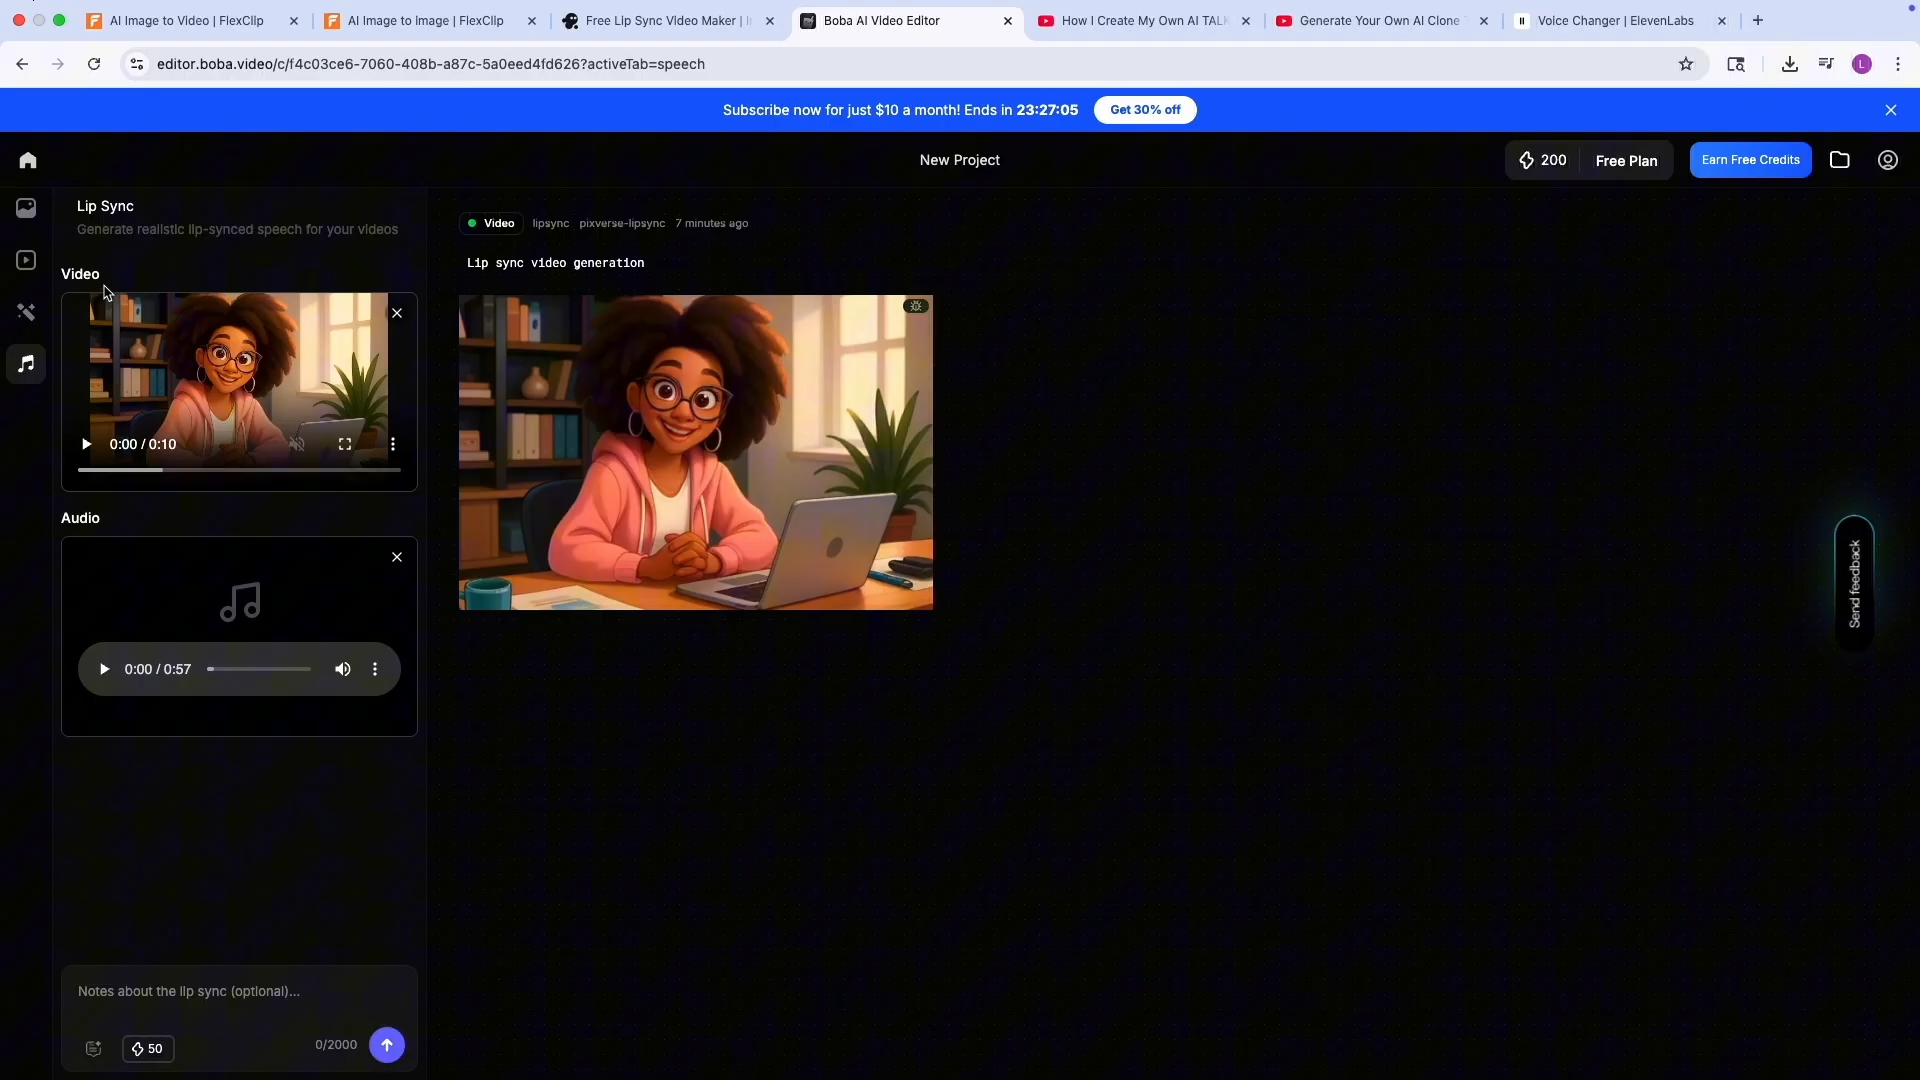 AI Image to Video | FlexClip
AI Image to Image | FlexClip
Free Lip Sync Video Maker | I
Boba AI Video Editor
How I Create My Own AI TALK
Generate Your Own AI Clone
Voice Changer | ElevenLabs
editor.boba.video/c/f4c03ce6-7060-408b-a87c-5a0eed4fd626?activeTab=speech
L
Subscribe now for just $10 a month! Ends in 23:27:05
Get 30% off
New Project
200
Free Plan
Earn Free Credits
Lip Sync
Generate realistic lip-synced speech for your videos
Video
0:00 / 0:10
Audio
0:00 / 0:57
Notes about the lip sync (optional)...
50
0/2000
Video lipsync pixverse-lipsync 7 minutes ago
Lip sync video generation
Send feedback